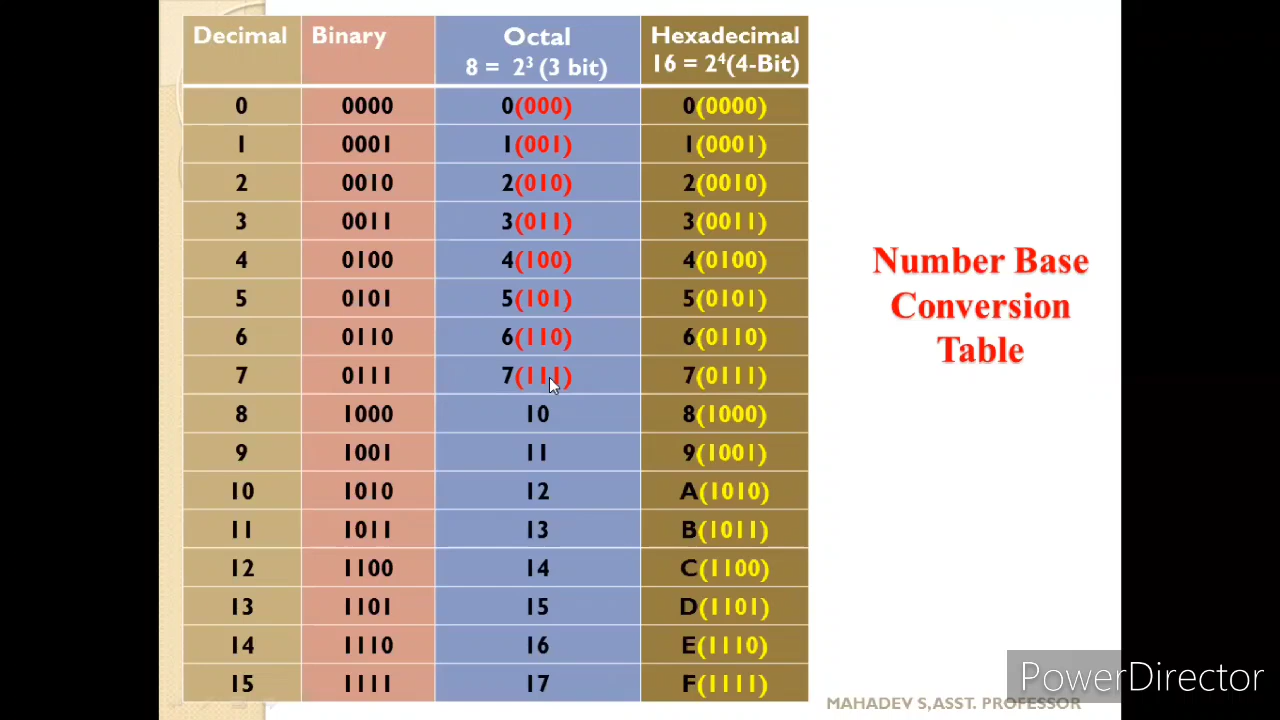 Decimal Binary Octal Hexadecimal
8 = 2³ (3 bit) 16 = 2⁴(4-Bit)
0 0000 0(000) 0(0000)
1 0001 1(001) 1(0001)
2 0010 2(010) 2(0010)
3 0011 3(011) 3(0011)
4 0100 4(100) 4(0100)
5 0101 5(101) 5(0101)
6 0110 6(110) 6(0110)
7 0111 7(111) 7(0111)
8 1000 10 8(1000)
9 1001 11 9(1001)
10 1010 12 A(1010)
11 1011 13 B(1011)
12 1100 14 C(1100)
13 1101 15 D(1101)
14 1110 16 E(1110)
15 1111 17 F(1111)
Number Base
Conversion
Table
PowerDirector
MAHADEV S,ASST. PROFESSOR